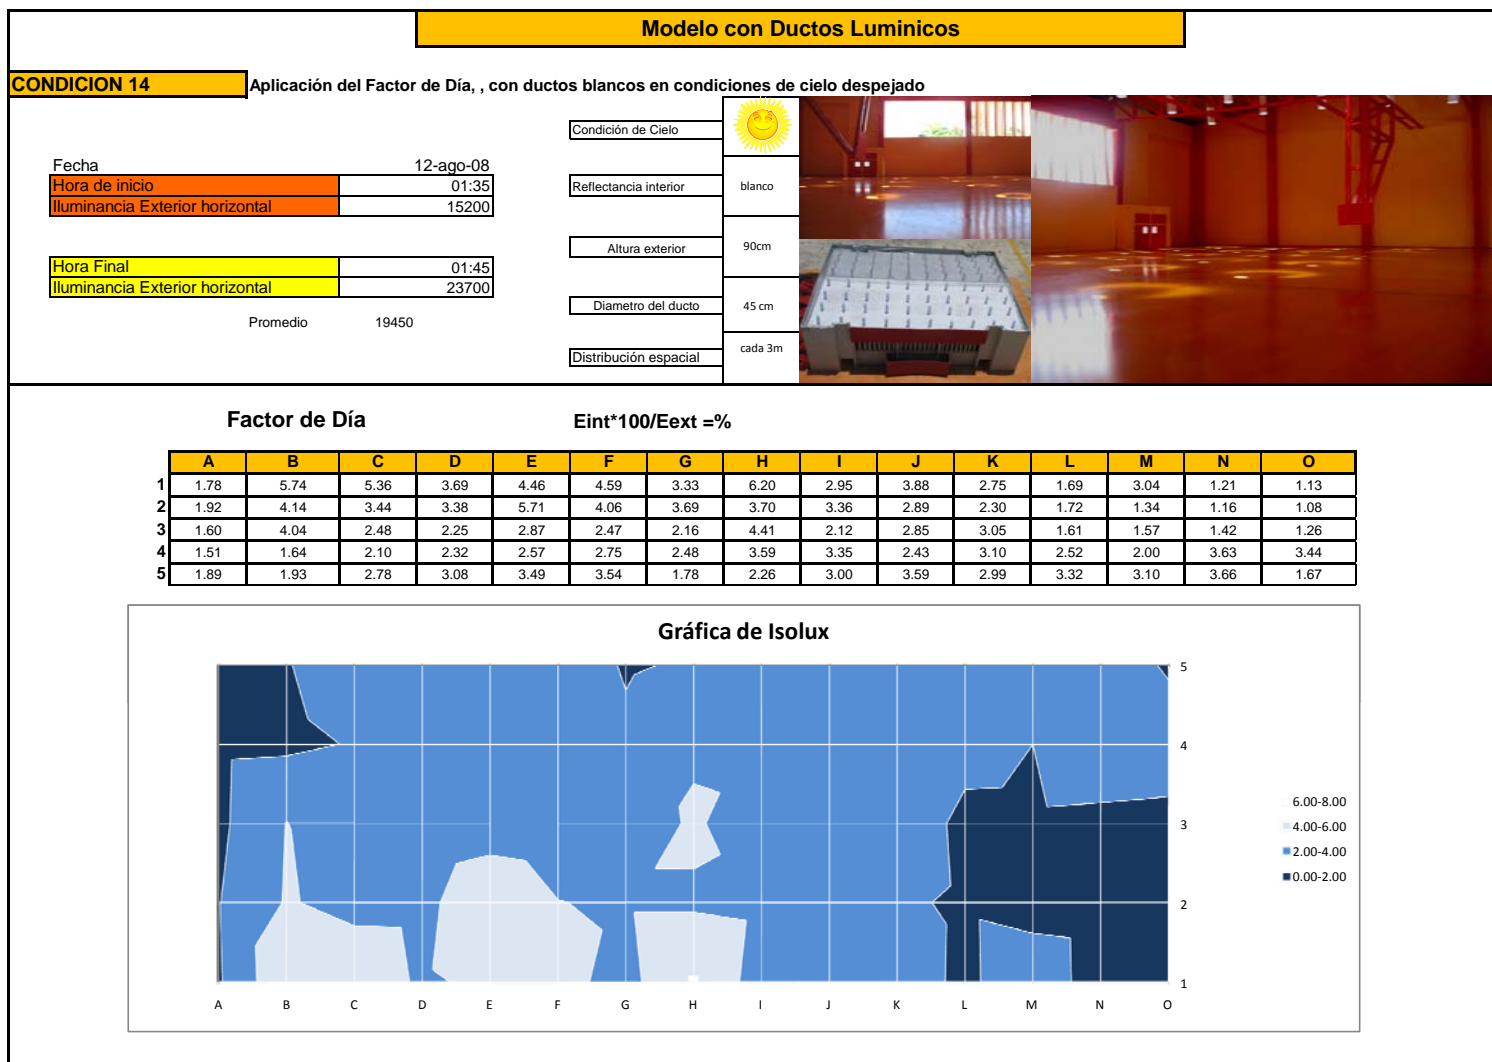 Modelo con Ductos Luminicos
CONDICION 14
Aplicación del Factor de Día, , con ductos blancos en condiciones de cielo despejado
Condición de Cielo
Fecha 12-ago-08
Hora de inicio 01:35
Iluminancia Exterior horizontal 15200
Reflectancia interior blanco
Altura exterior 90cm
Hora Final 01:45
Iluminancia Exterior horizontal 23700
Diametro del ducto 45 cm
Promedio 19450
Distribución espacial cada 3m
Factor de Día Eint*100/Eext =%
A B C D E F G H I J K L M N O
1 1.78 5.74 5.36 3.69 4.46 4.59 3.33 6.20 2.95 3.88 2.75 1.69 3.04 1.21 1.13
2 1.92 4.14 3.44 3.38 5.71 4.06 3.69 3.70 3.36 2.89 2.30 1.72 1.34 1.16 1.08
3 1.60 4.04 2.48 2.25 2.87 2.47 2.16 4.41 2.12 2.85 3.05 1.61 1.57 1.42 1.26
4 1.51 1.64 2.10 2.32 2.57 2.75 2.48 3.59 3.35 2.43 3.10 2.52 2.00 3.63 3.44
5 1.89 1.93 2.78 3.08 3.49 3.54 1.78 2.26 3.00 3.59 2.99 3.32 3.10 3.66 1.67
Gráfica de Isolux
5
4
3
2
1
6.00-8.00
4.00-6.00
2.00-4.00
0.00-2.00
A B C D E F G H I J K L M N O